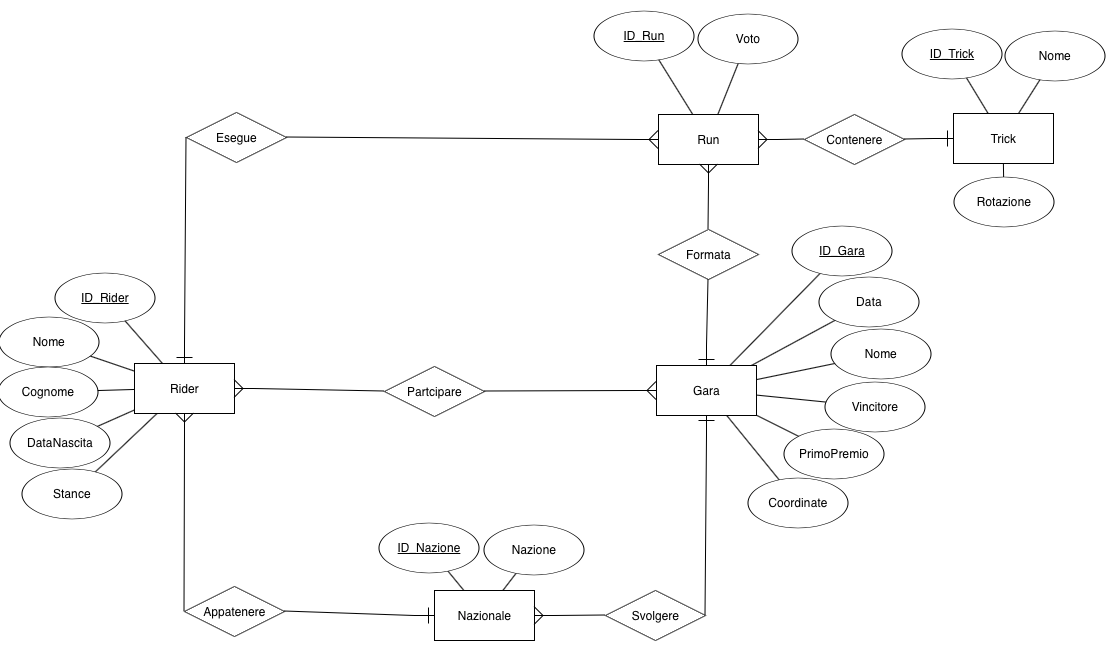 ID_Run
Voto
ID_Trick
Nome
Esegue
Run
Contenere
Trick
Rotazione
Formata
ID_Gara
ID_Rider
Data
Nome
Nome
Rider
Partcipare
Gara
Cognome
Vincitore
DataNascita
PrimoPremio
Stance
Coordinate
ID_Nazione
Nazione
Appatenere
Nazionale
Svolgere